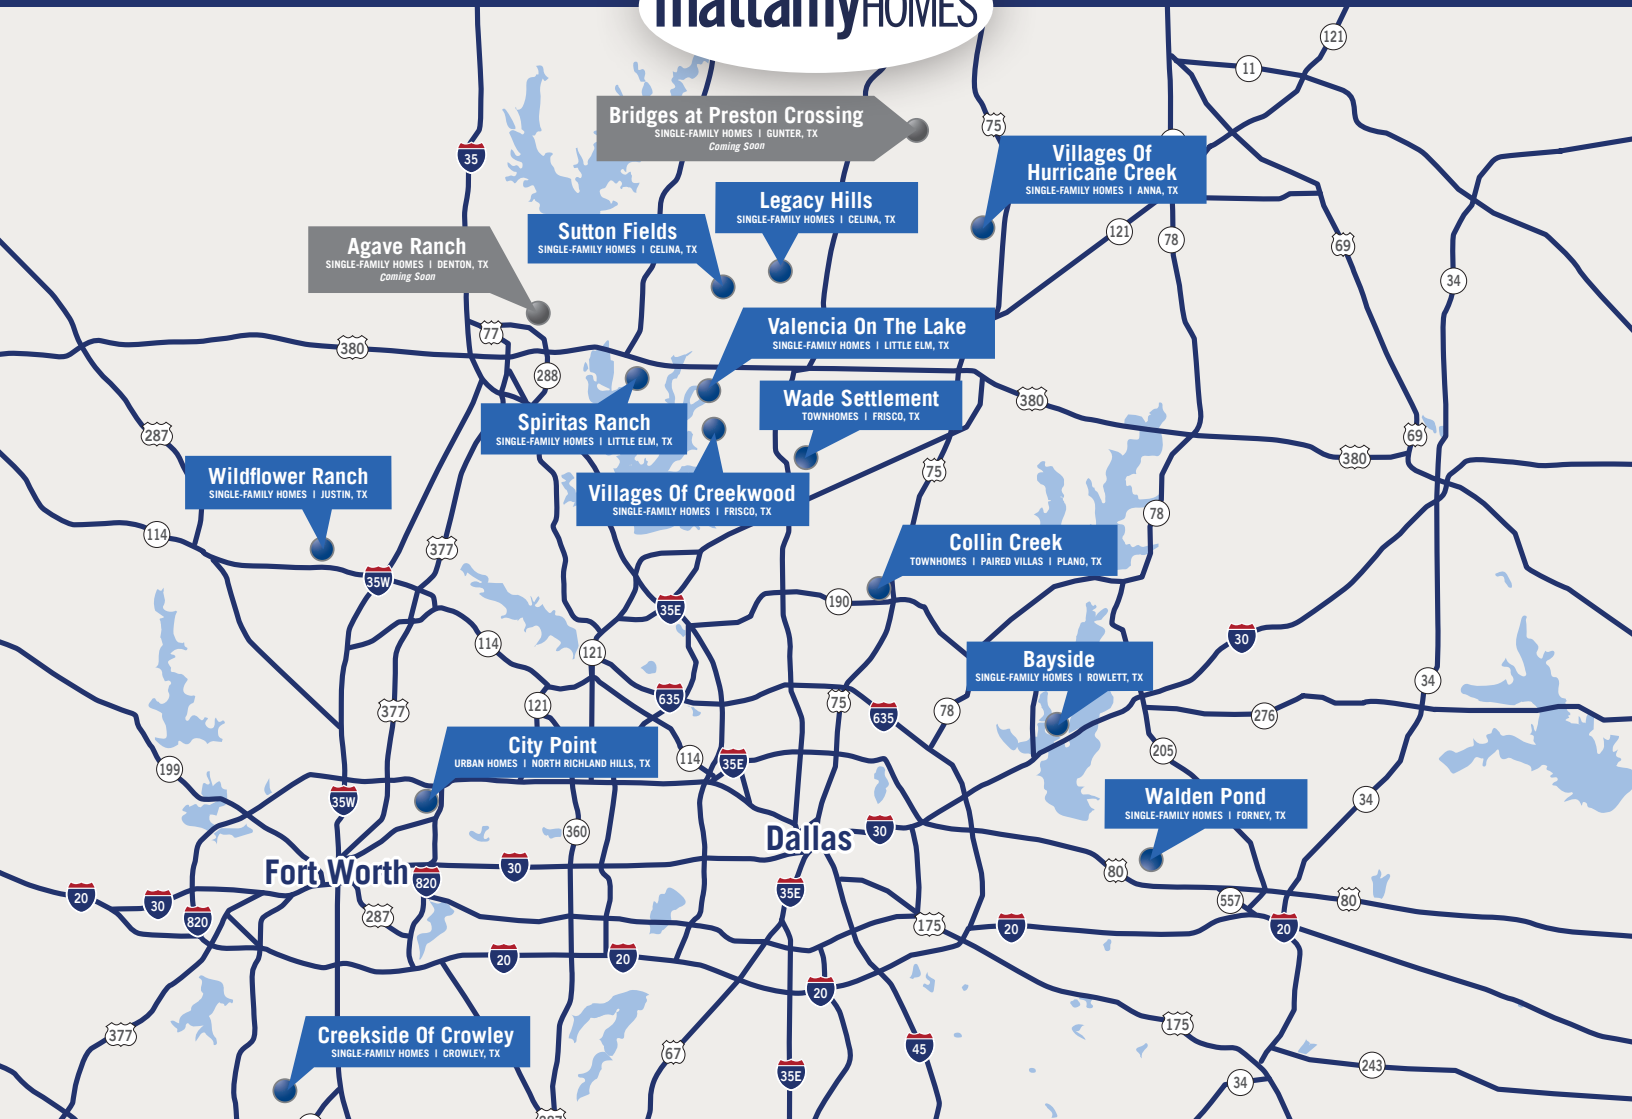 mattamyHOMES
121
11
Bridges at Preston Crossing
SINGLE-FAMILY HOMES | GUNTER, TX
Coming Soon
75
35
Villages Of
Hurricane Creek
SINGLE-FAMILY HOMES | ANNA, TX
Legacy Hills
SINGLE-FAMILY HOMES | CELINA, TX
Sutton Fields
SINGLE-FAMILY HOMES | CELINA, TX
121
78
69
Agave Ranch
SINGLE-FAMILY HOMES | DENTON, TX
Coming Soon
34
Valencia On The Lake
SINGLE-FAMILY HOMES | LITTLE ELM, TX
77
380
288
Wade Settlement
TOWNHOMES | FRISCO, TX
380
Spiritas Ranch
SINGLE-FAMILY HOMES | LITTLE ELM, TX
287
69
380
Wildflower Ranch
SINGLE-FAMILY HOMES | JUSTIN, TX
75
Villages Of Creekwood
SINGLE-FAMILY HOMES | FRISCO, TX
78
114
377
Collin Creek
TOWNHOMES | PAIRED VILLAS | PLANO, TX
35W
190
35E
30
114
121
Bayside
SINGLE-FAMILY HOMES | ROWLETT, TX
34
635
75
121
377
635
78
276
City Point
URBAN HOMES | NORTH RICHLAND HILLS, TX
205
114
35E
199
35W
34
Walden Pond
SINGLE-FAMILY HOMES | FORNEY, TX
360
30
Dallas
30
Fort Worth
820
80
20
30
35E
557
80
820
287
175
20
20
20
20
20
175
377
Creekside Of Crowley
SINGLE-FAMILY HOMES | CROWLEY, TX
67
45
243
35E
34